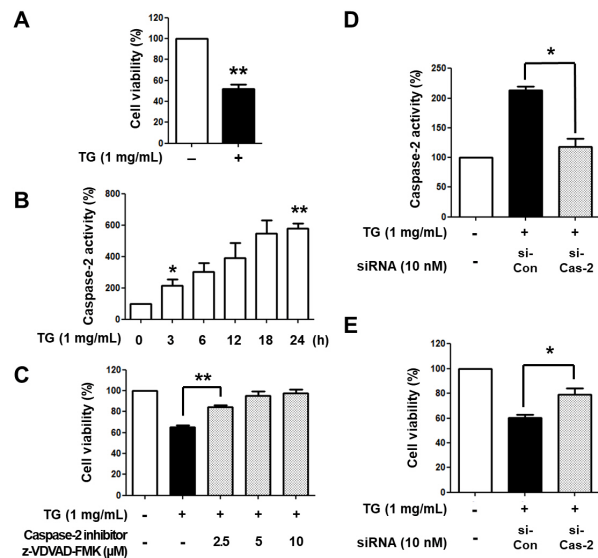 A
Cell viability (%)
120
100
80
60
40
20
0
**
TG (1 mg/mL) – +
B
Caspase-2 activity (%)
800
600
400
200
0
*
**
TG (1 mg/mL) 0 3 6 12 18 24 (h)
C
Cell viability (%)
120
100
80
60
40
20
0
**
TG (1 mg/mL) - + + + +
Caspase-2 inhibitor
z-VDVAD-FMK (μM) - - 2.5 5 10
D
Caspase-2 activity (%)
250
200
150
100
50
0
*
TG (1 mg/mL) - + +
siRNA (10 nM) - si-Con si-Cas-2
E
Cell viability (%)
120
100
80
60
40
20
0
*
TG (1 mg/mL) - + +
siRNA (10 nM) - si-Con si-Cas-2